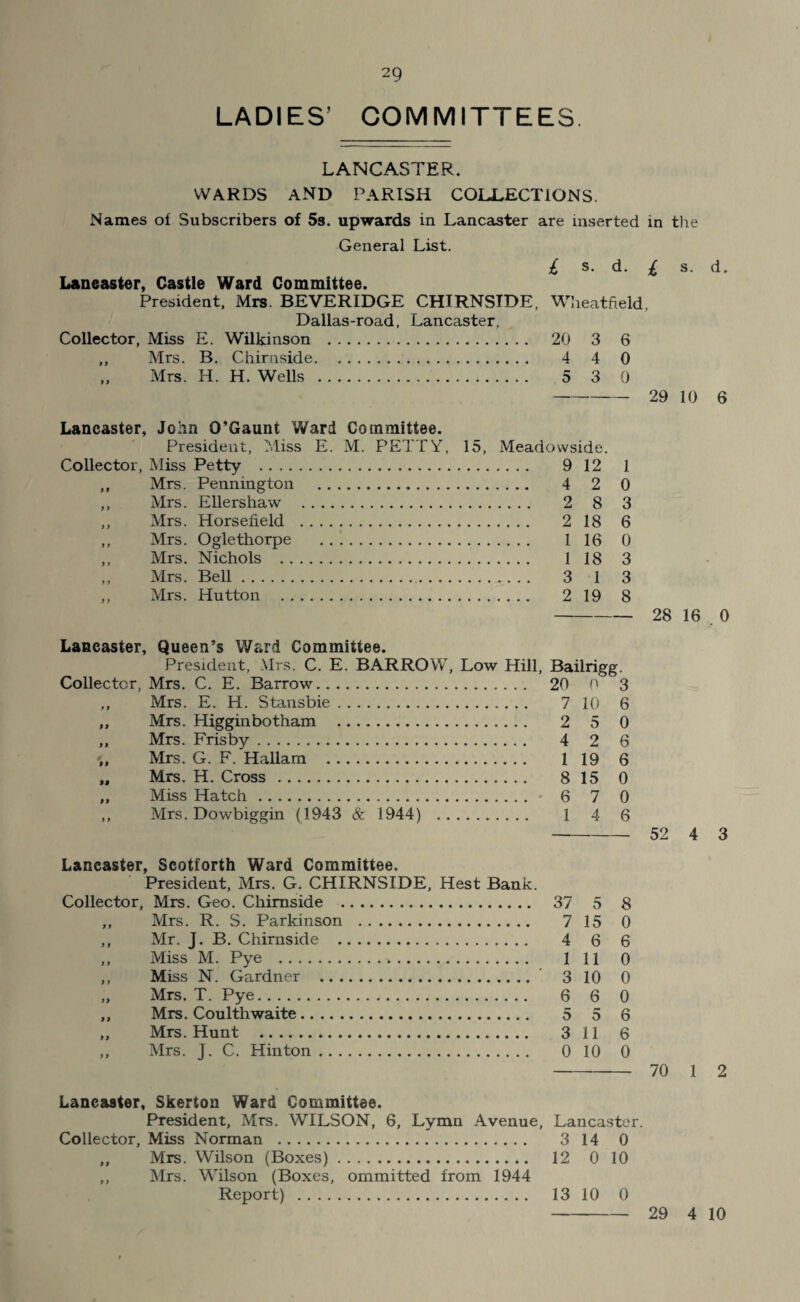 29
LADIES' COMMITTEES.
LANCASTER.
WARDS AND PARISH COLLECTIONS.
Names of Subscribers of 5s. upwards in Lancaster are inserted in the
General List.
£ s. d. £ s. d.
Lancaster, Castle Ward Committee.
President, Mrs. BEVERIDGE CHIRNSIDE, Wheatfield,
Dallas-road, Lancaster,
Collector, Miss E. Wilkinson .......... 20 3 6
,, Mrs. B. Chirnside. .......... 4 4 0
,, Mrs. H. H. Wells .......... 5 3 0
29 10 6
Lancaster, John O'Gaunt Ward Committee.
President, Miss E. M. PETTY, 15, Meadowside.
Collector, Miss Petty .......... 9 12 1
,, Mrs. Pennington .......... 4 2 0
,, Mrs. Ellershaw .......... 2 8 3
,, Mrs. Horsefield .......... 2 18 6
,, Mrs. Oglethorpe .......... 1 16 0
,, Mrs. Nichols .......... 1 18 3
,, Mrs. Bell .......... 3 1 3
,, Mrs. Hutton .......... 2 19 8
28 16 0
Lancaster, Queen's Ward Committee.
President, Mrs. C. E. BARROW, Low Hill, Bailrigg.
Collector, Mrs. C. E. Barrow.......... 20 0 3
,, Mrs. E. H. Stansbie .......... 7 10 6
,, Mrs. Higginbotham .......... 2 5 0
,, Mrs. Frisby .......... 4 2 6
,, Mrs. G. F. Hallam .......... 1 19 6
,, Mrs. H. Cross .......... 8 15 0
,, Miss Hatch .......... 6 7 0
,, Mrs. Dowbiggin (1943 & 1944) .......... 1 4 6
52 4 3
Lancaster, Scotforth Ward Committee.
President, Mrs. G. CHIRNSIDE, Hest Bank.
Collector, Mrs. Geo. Chirnside .......... 37 5 8
,, Mrs. R. S. Parkinson .......... 7 15 0
,, Mr. J. B. Chirnside .......... 4 6 6
,, Miss M. Pye .......... 1 11 0
,, Miss N. Gardner .......... 3 10 0
,, Mrs. T. Pye.......... 6 6 0
,, Mrs. Coulthwaite.......... 5 5 6
,, Mrs. Hunt .......... 3 11 6
,, Mrs. J. C. Hinton .......... 0 10 0
70 1 2
Lancaster, Skerton Ward Committee.
President, Mrs. WILSON, 6, Lymn Avenue, Lancaster.
Collector, Miss Norman .......... 3 14 0
,, Mrs. Wilson (Boxes) .......... 12 0 10
,, Mrs. Wilson (Boxes, ommitted from 1944
Report) .......... 13 10 0
29 4 10